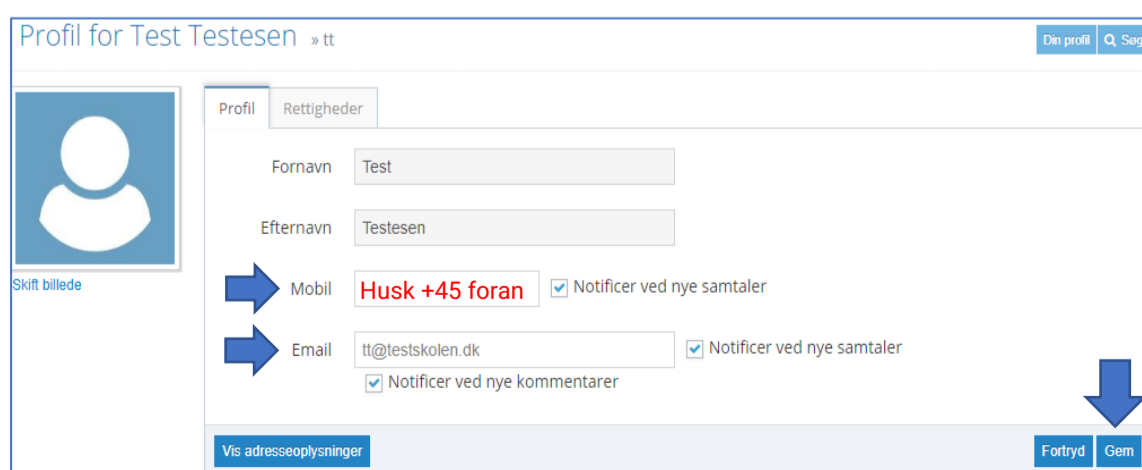 Profil for Test Testesen » tt
Din profil
Søg
Profil
Rettigheder
Fornavn
Test
Efternavn
Testesen
Skift billede
Mobil
Husk +45 foran
Notificer ved nye samtaler
Email
tt@testskolen.dk
Notificer ved nye samtaler
Notificer ved nye kommentarer
Vis adresseoplysninger
Fortryd
Gem